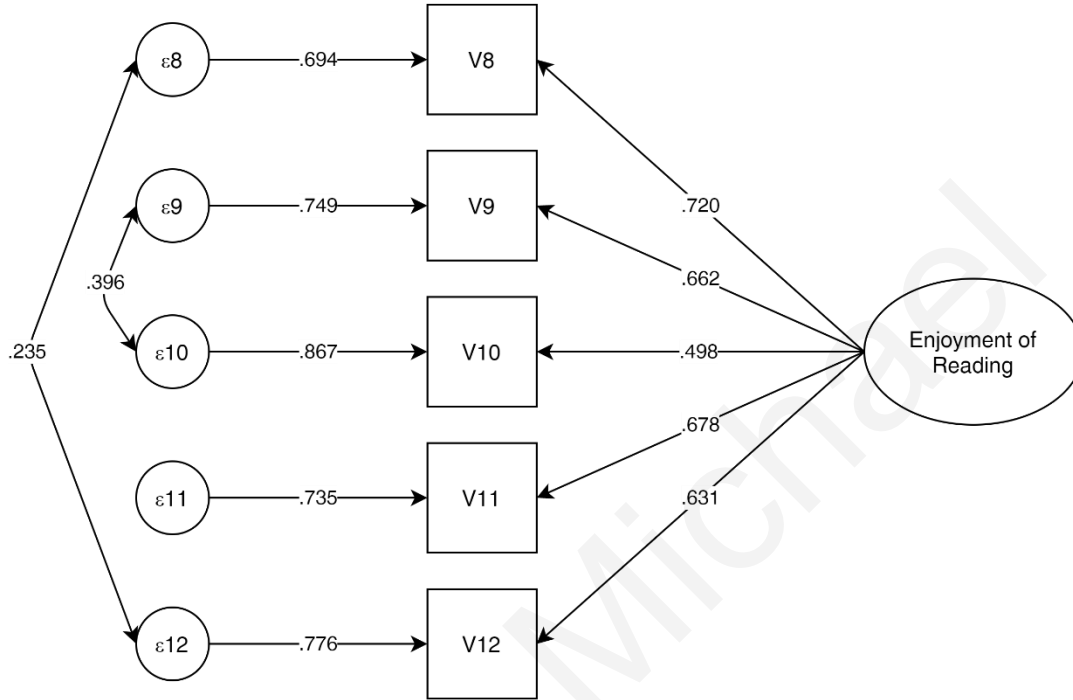 ε8
.694
V8
ε9
.749
V9
.720
.396
.662
.235
ε10
.867
V10
.498
Enjoyment of
Reading
.678
ε11
.735
V11
.631
ε12
.776
V12
Michael